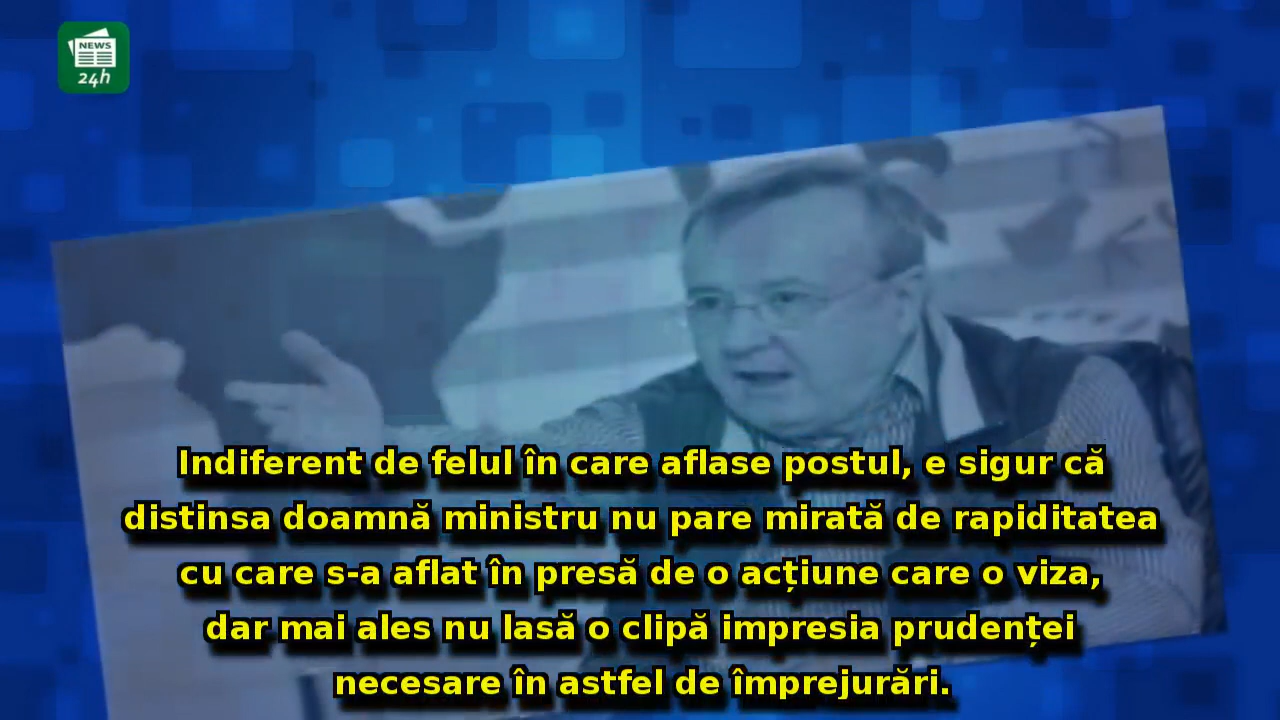 NEWS
24h
Indiferent de felul în care aflase postul, e sigur că
distinsa doamnă ministru nu pare mirată de rapiditatea
cu care s-a aflat în presă de o acțiune care o viza,
dar mai ales nu lasă o clipă impresia prudenței
necesare în astfel de împrejurări.